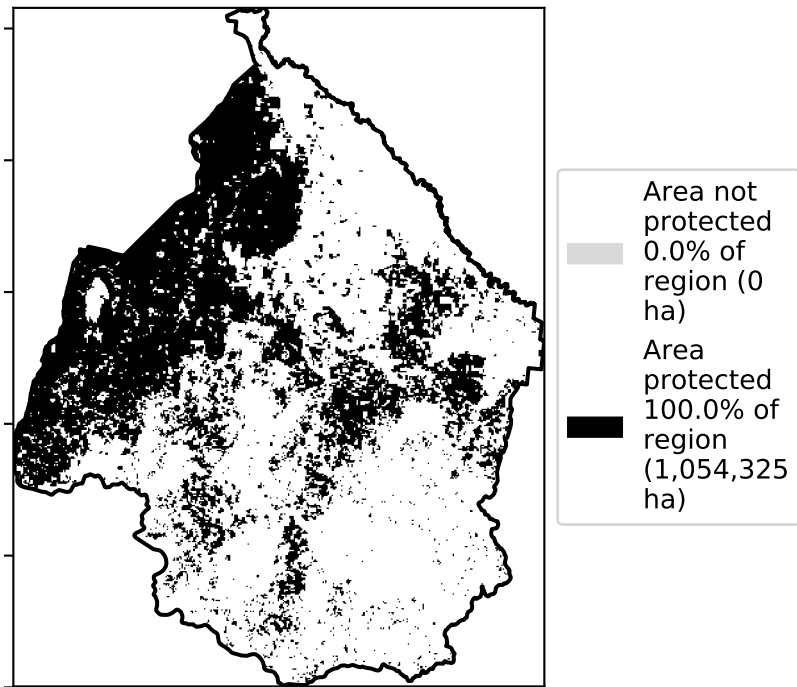 Area not
protected
0.0% of
region (0
ha)
Area
protected
100.0% of
region
(1,054,325
ha)